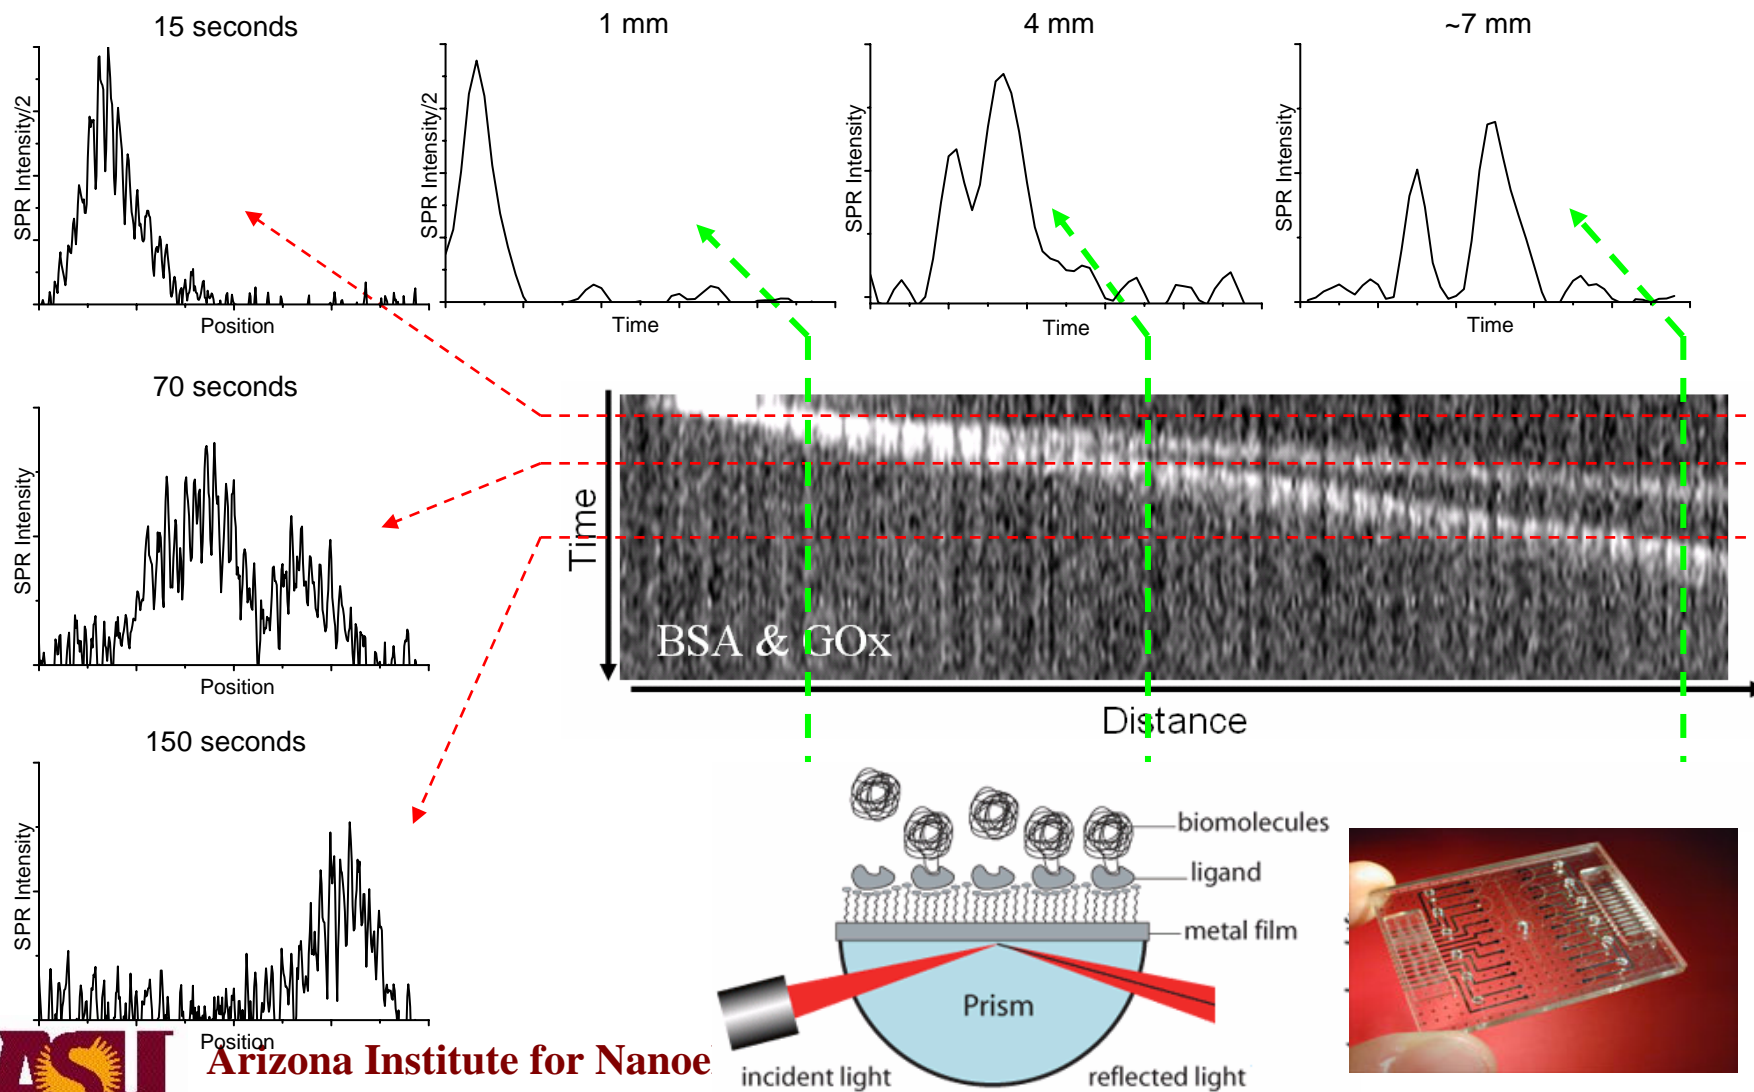 15 seconds
1 mm
4 mm
~7 mm
SPR Intensity/2
SPR Intensity/2
SPR Intensity
SPR Intensity
Position
Time
Time
Time
70 seconds
SPR Intensity
Position
Time
BSA & GOx
Distance
150 seconds
SPR Intensity
Position
biomolecules
ligand
metal film
Prism
incident light
reflected light
ASU
Arizona Institute for Nanoel